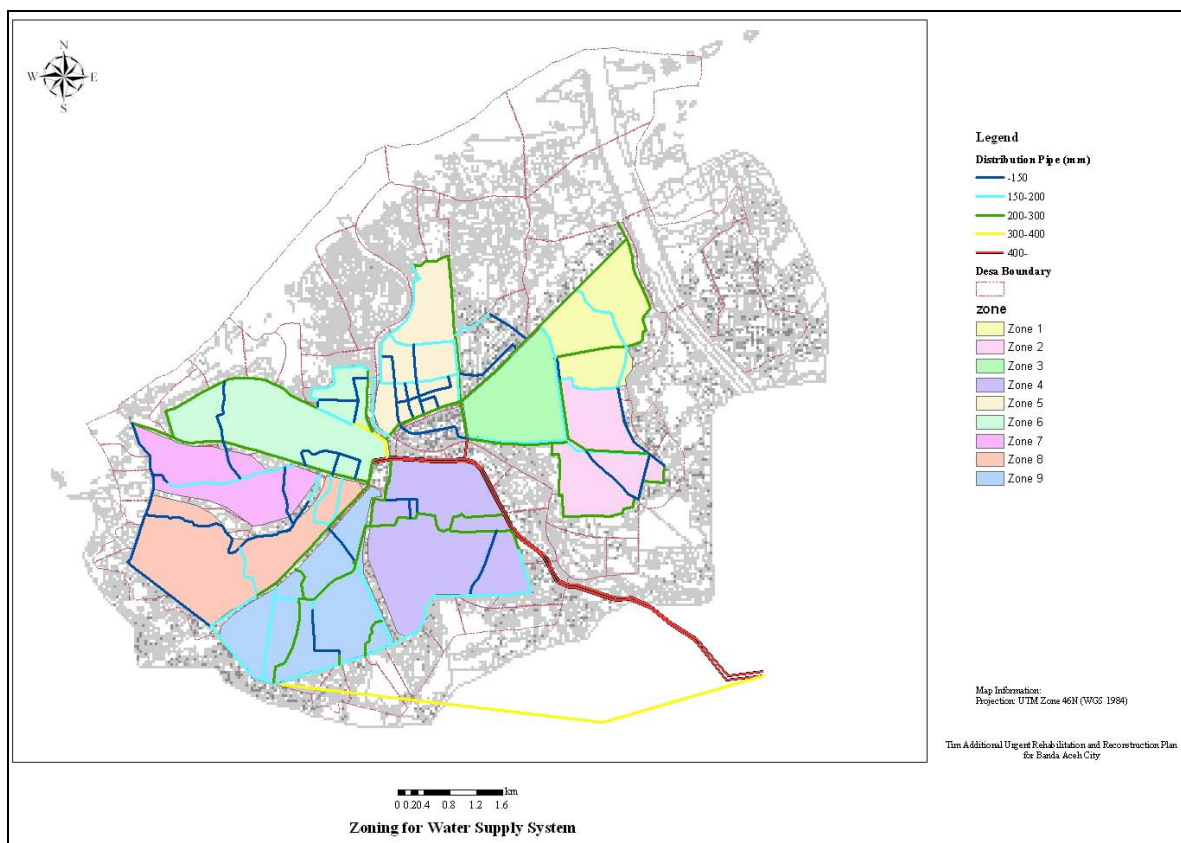 N
W E
S
Legend
Distribution Pipe (mm)
-150
150-200
200-300
300-400
400-
Desa Boundary
zone
Zone 1
Zone 2
Zone 3
Zone 4
Zone 5
Zone 6
Zone 7
Zone 8
Zone 9
Map Information:
Projection: UTM Zone 46N (WGS 1984)
Tim Additional Urgent Rehabilitation and Reconstruction Plan
for Banda Aceh City
km
0 0.20.4 0.8 1.2 1.6
Zoning for Water Supply System